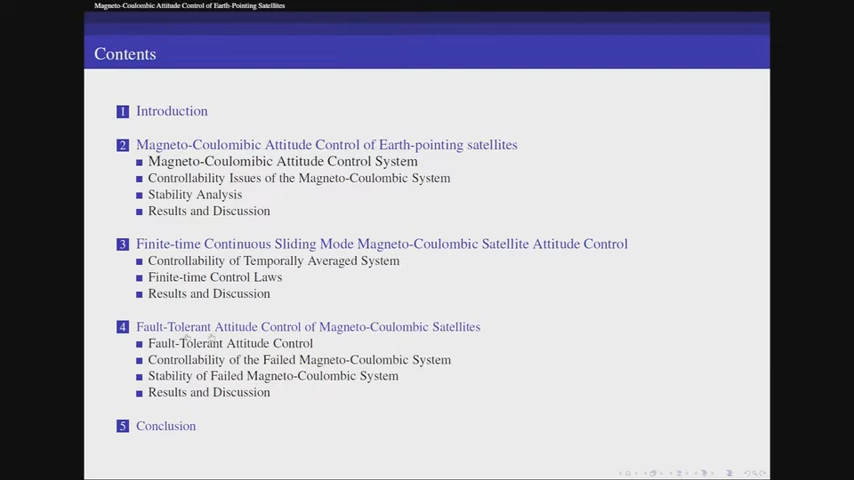 Magneto-Coulombic Attitude Control of Earth-Pointing Satellites
Contents
1 Introduction
2 Magneto-Coulomibic Attitude Control of Earth-pointing satellites
Magneto-Coulomibic Attitude Control System
Controllability Issues of the Magneto-Coulombic System
Stability Analysis
Results and Discussion
3 Finite-time Continuous Sliding Mode Magneto-Coulombic Satellite Attitude Control
Controllability of Temporally Averaged System
Finite-time Control Laws
Results and Discussion
4 Fault-Tolerant Attitude Control of Magneto-Coulombic Satellites
Fault-Tolerant Attitude Control
Controllability of the Failed Magneto-Coulombic System
Stability of Failed Magneto-Coulombic System
Results and Discussion
5 Conclusion